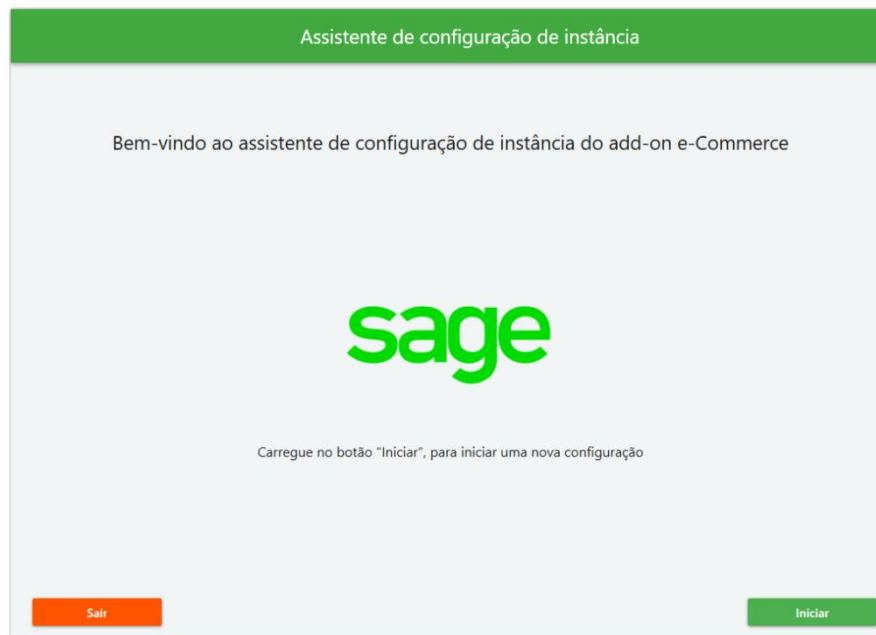 Assistente de configuração de instância
Bem-vindo ao assistente de configuração de instância do add-on e-Commerce
sage
Carregue no botão "Iniciar", para iniciar uma nova configuração
Sair
Iniciar